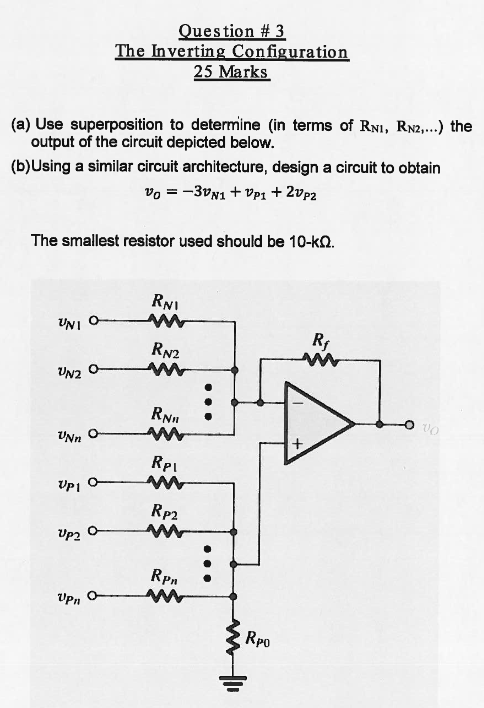 Question # 3
The Inverting Configuration
25 Marks
(a) Use superposition to determine (in terms of RN1, RN2,...) the
output of the circuit depicted below.
(b)Using a similar circuit architecture, design a circuit to obtain
vO = −3vN1 + vP1 + 2vP2
The smallest resistor used should be 10-kΩ.
RN1
vN1
Rf
RN2
vN2
RNn
vNn
−
vO
+
RP1
vP1
RP2
vP2
RPn
vPn
RP0